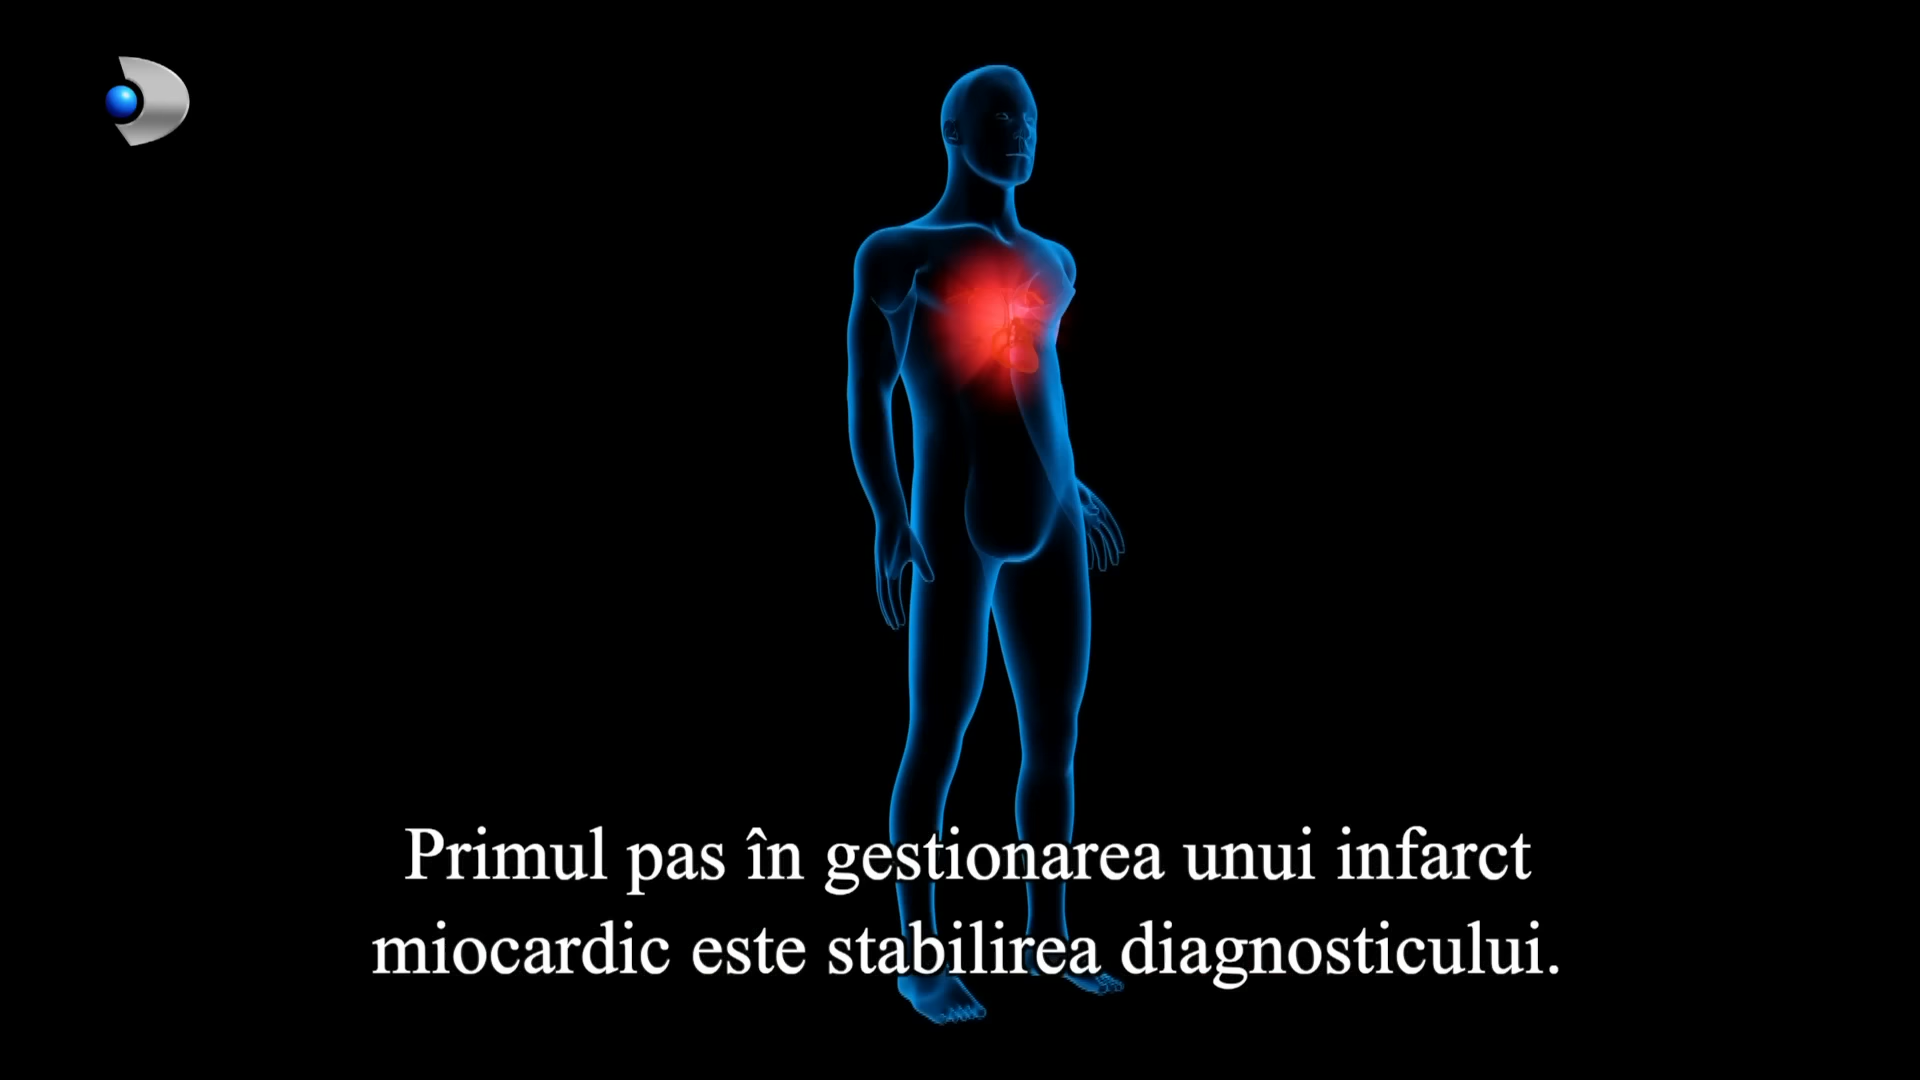 Primul pas în gestionarea unui infarct
miocardic este stabilirea diagnosticului.